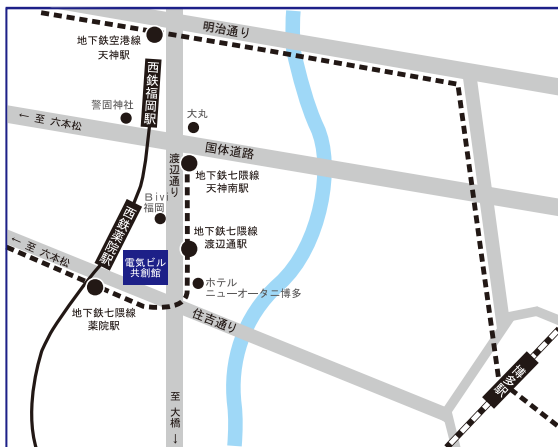 明治通り
地下鉄空港線
天神駅
西鉄福岡駅
警固神社
大丸
← 至 六本松
国体道路
渡辺通り
地下鉄七隈線
天神南駅
Bivi
福岡
西鉄薬院駅
地下鉄七隈線
渡辺通駅
← 至 六本松
電気ビル
共創館
ホテル
ニューオータニ博多
地下鉄七隈線
薬院駅
住吉通り
博多駅
至 大橋 ↓